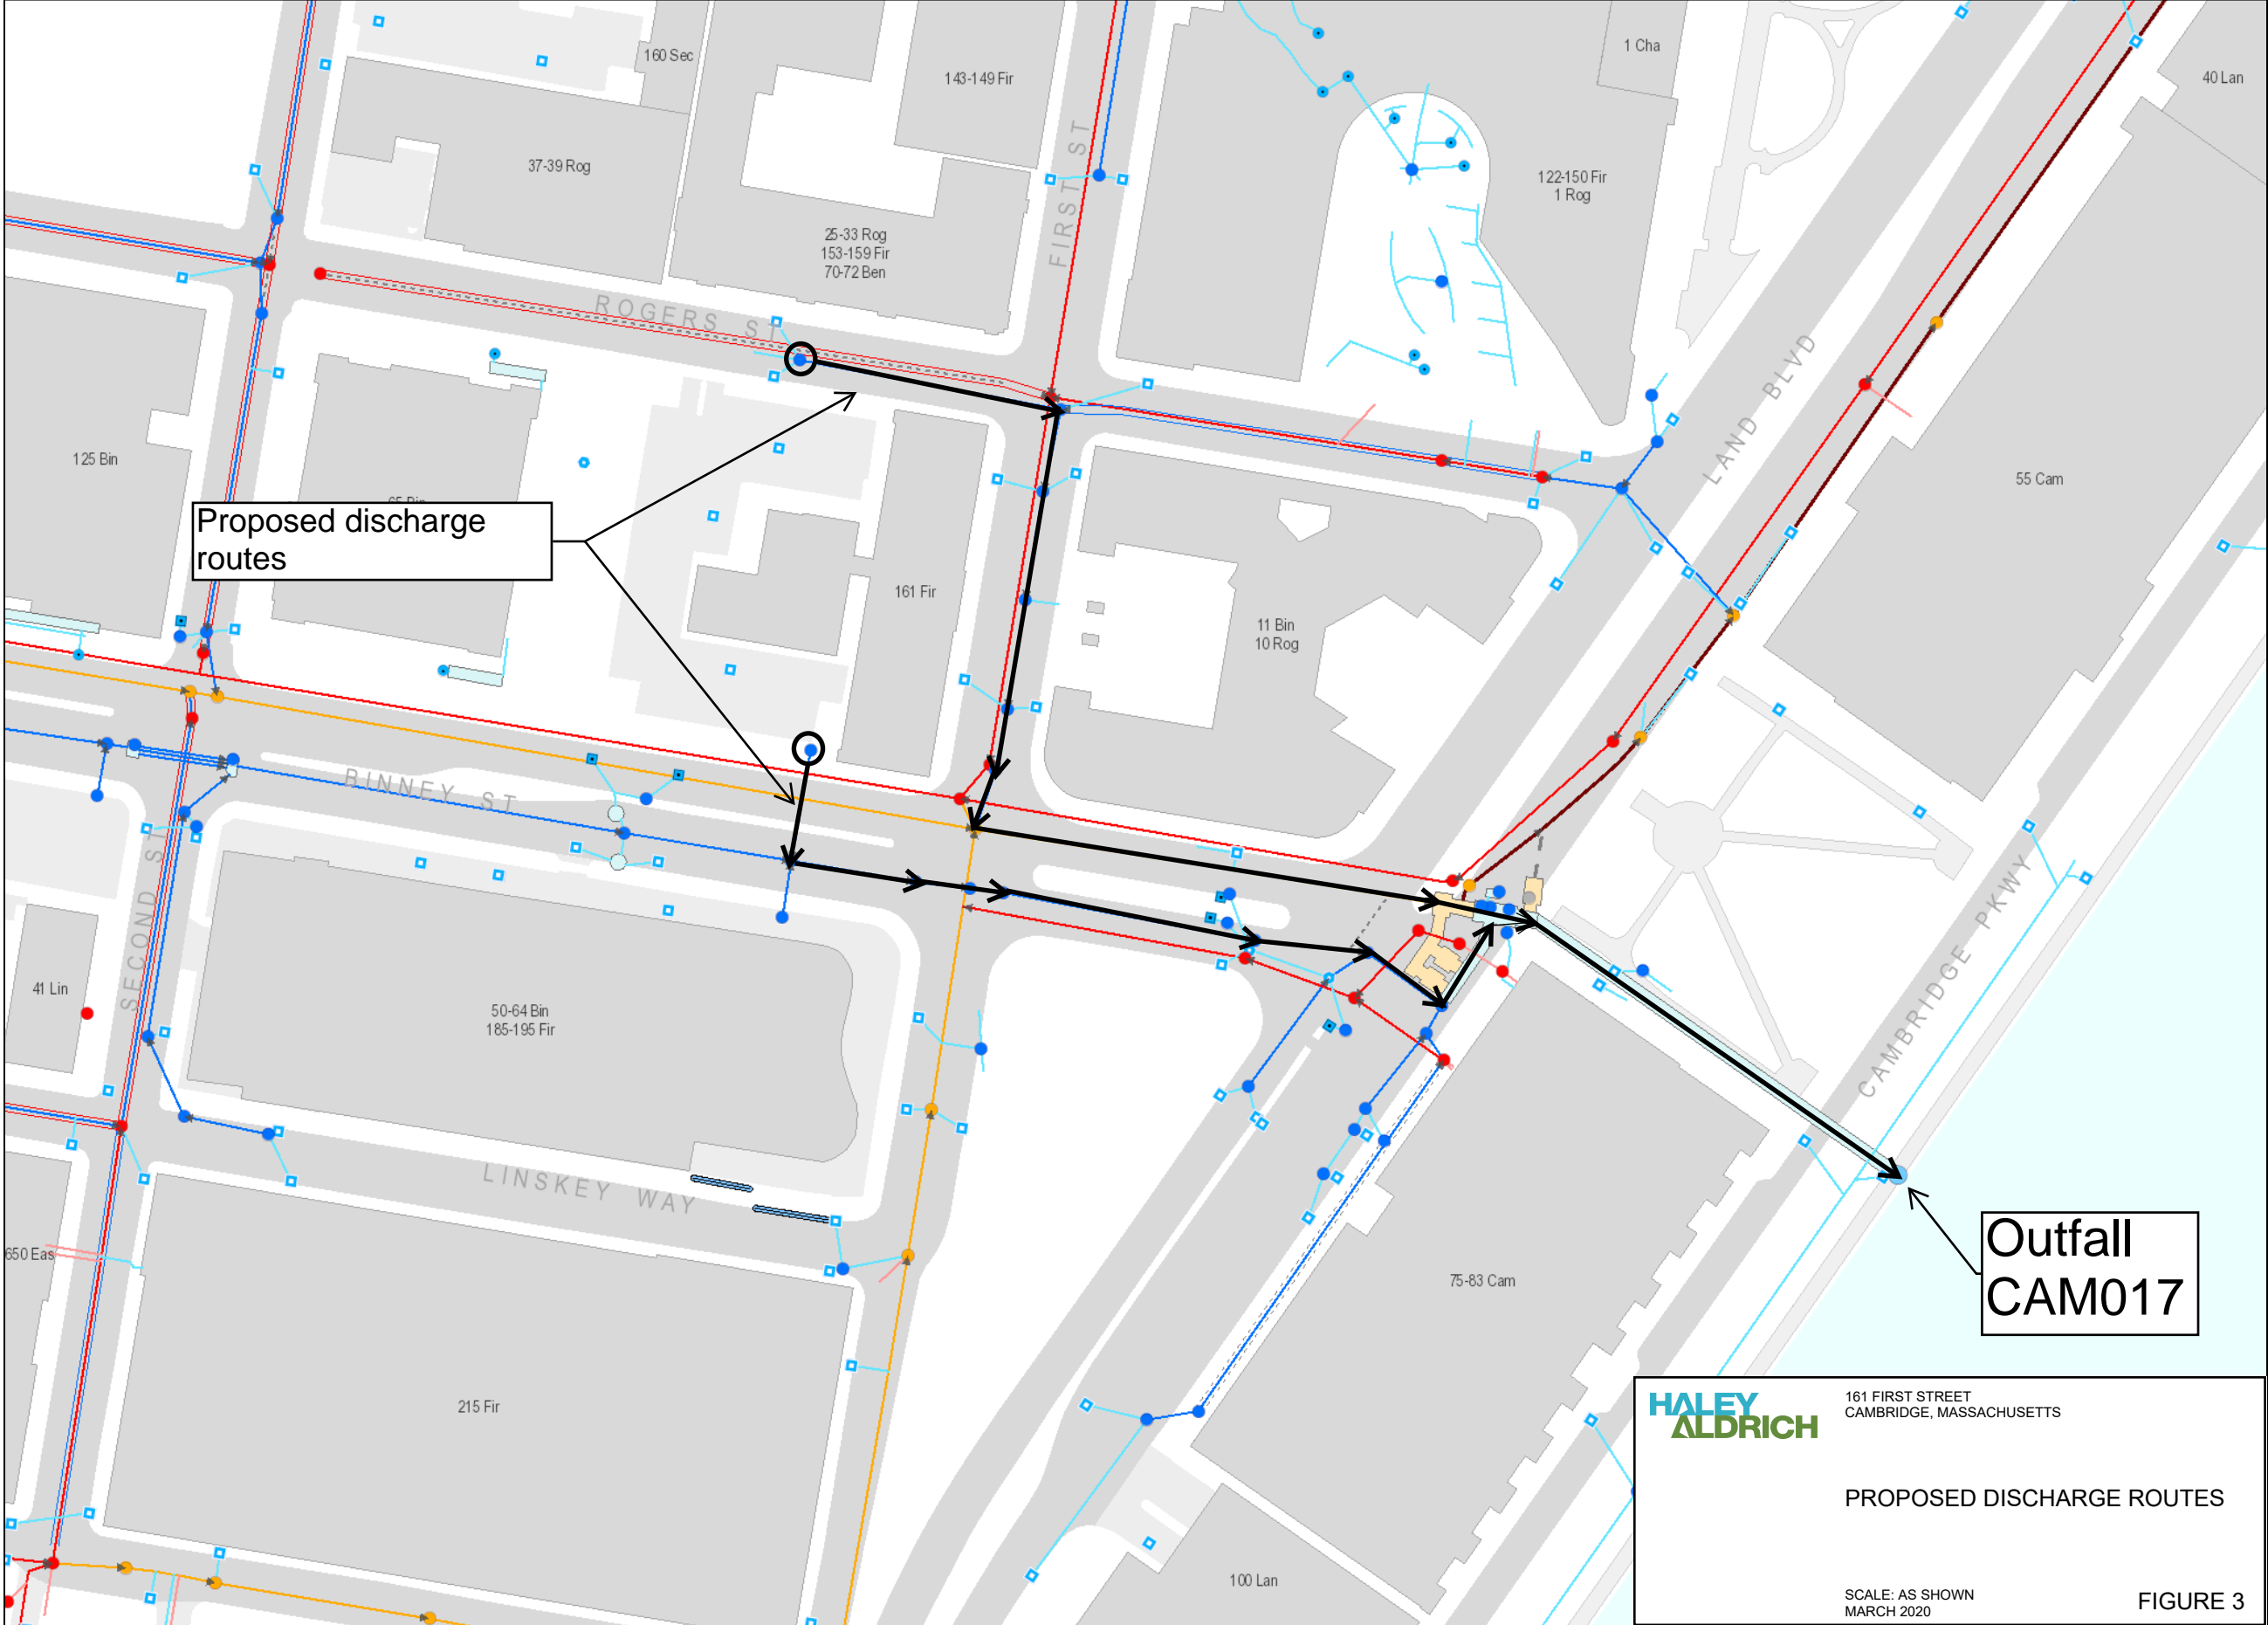 160 Sec
143-149 Fir
1 Cha
40 Lan
37-39 Rog
122-150 Fir
1 Rog
FIRST ST
25-33 Rog
153-159 Fir
70-72 Ben
ROGERS ST
LAND BLVD
125 Bin
55 Cam
Proposed discharge
routes
161 Fir
11 Bin
10 Rog
BINNEY ST
SECOND ST
41 Lin
50-64 Bin
185-195 Fir
CAMBRIDGE PKWY
LINSKEY WAY
Outfall
CAM017
650 Eas
75-83 Cam
215 Fir
100 Lan
HALEY
ALDRICH
161 FIRST STREET
CAMBRIDGE, MASSACHUSETTS
PROPOSED DISCHARGE ROUTES
SCALE: AS SHOWN
MARCH 2020
FIGURE 3